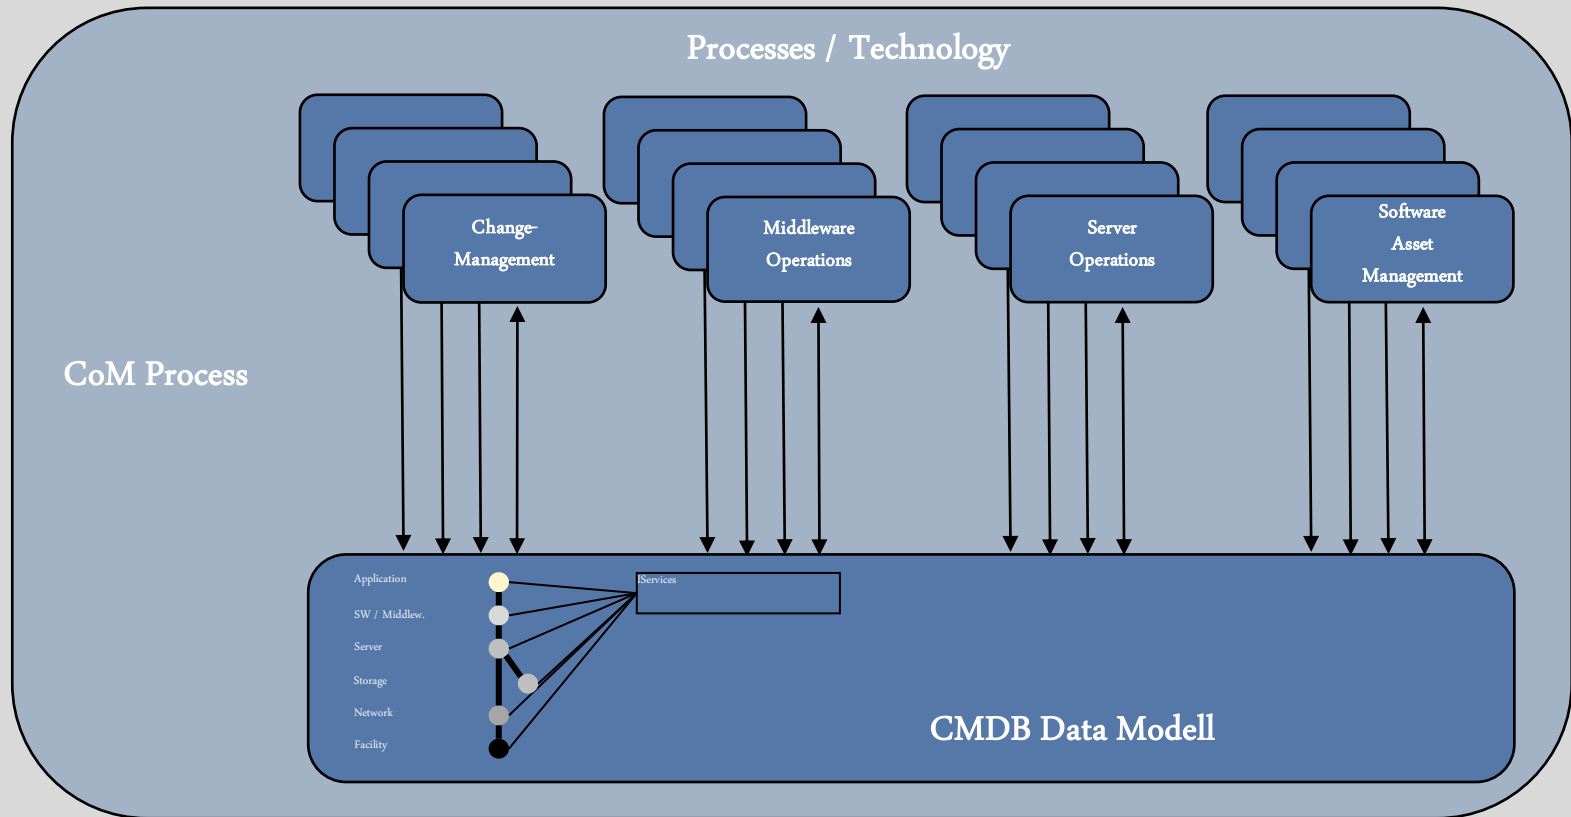 Processes / Technology
Change-
Management
Middleware
Operations
Server
Operations
Software
Asset
Management
CoM Process
Application
SW / Middlew.
Server
Storage
Network
Facility
Services
CMDB Data Modell